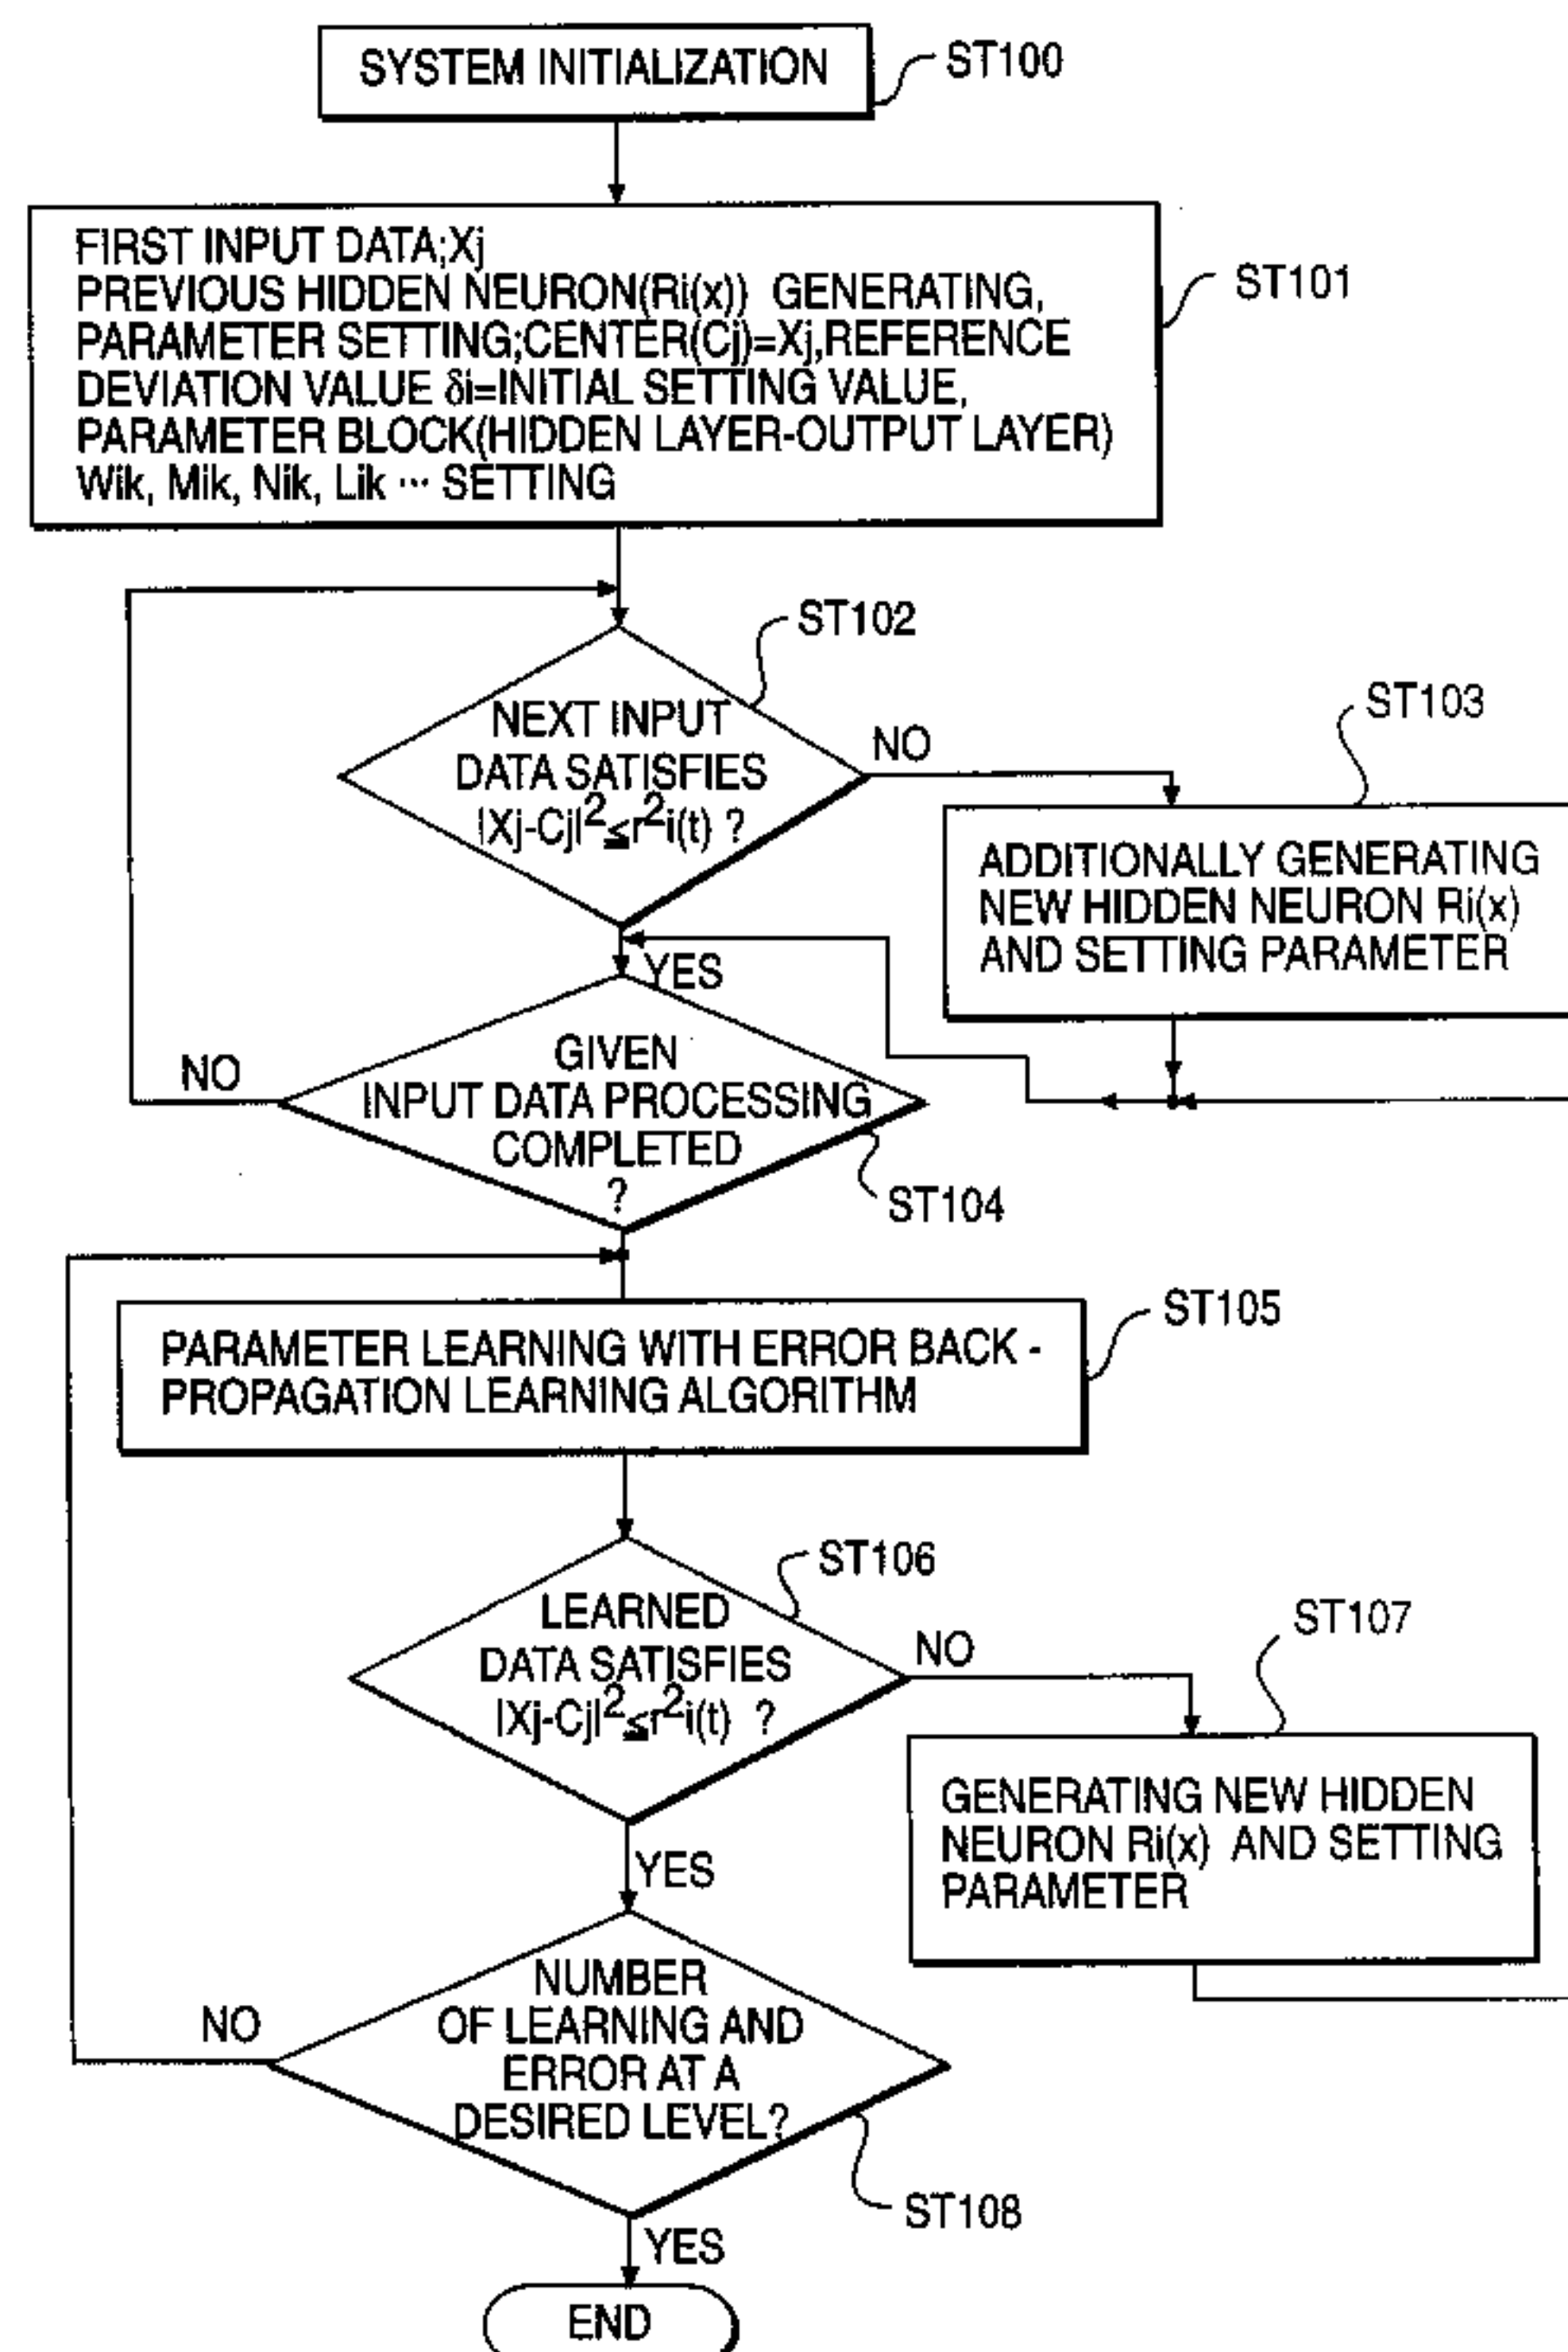 SYSTEM INITIALIZATION
ST100
FIRST INPUT DATA;Xj
PREVIOUS HIDDEN NEURON(Ri(x)) GENERATING,
PARAMETER SETTING;CENTER(Cj)=Xj,REFERENCE
DEVIATION VALUE δi=INITIAL SETTING VALUE,
PARAMETER BLOCK(HIDDEN LAYER-OUTPUT LAYER)
Wik, Mik, Nik, Lik ··· SETTING
ST101
ST102
NEXT INPUT
DATA SATISFIES
|Xj-Cj|²≦r²i(t) ?
NO
ST103
ADDITIONALLY GENERATING
NEW HIDDEN NEURON Ri(x)
AND SETTING PARAMETER
YES
GIVEN
INPUT DATA PROCESSING
COMPLETED
?
NO
ST104
ST105
PARAMETER LEARNING WITH ERROR BACK -
PROPAGATION LEARNING ALGORITHM
ST106
LEARNED
DATA SATISFIES
|Xj-Cj|²≦r²i(t) ?
NO
ST107
GENERATING NEW HIDDEN
NEURON Ri(x) AND SETTING
PARAMETER
YES
NUMBER
OF LEARNING AND
ERROR AT A
DESIRED LEVEL?
NO
ST108
YES
END